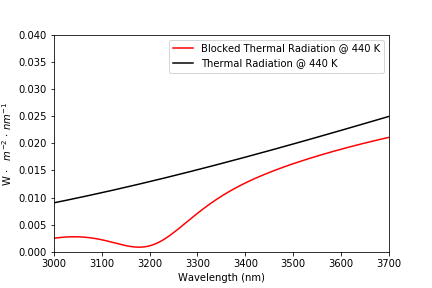 0.040
0.035
0.030
0.025
0.020
0.015
0.010
0.005
0.000
W · m⁻² · nm⁻¹
Blocked Thermal Radiation @ 440 K
Thermal Radiation @ 440 K
3000 3100 3200 3300 3400 3500 3600 3700
Wavelength (nm)